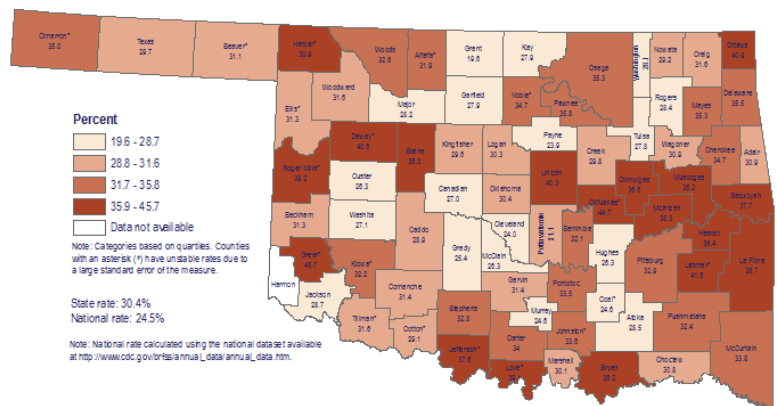 Cimarron*
35.0
Texas
29.7
Beaver*
31.1
Harper*
38.9
Woods
32.6
Alfalfa*
31.9
Grant
19.6
Kay
27.9
Osage
35.3
Washington
28.1
Nowata
29.2
Craig
31.6
Ottawa
40.9
Ellis*
31.3
Woodward
31.6
Major
28.2
Garfield
27.9
Noble*
34.7
Pawnee
35.8
Rogers
28.4
Mayes
35.3
Delaware
35.5
Percent
19.6 - 28.7
28.8 - 31.6
31.7 - 35.8
35.9 - 45.7
Data not available
Dewey*
40.6
Blaine
36.3
Kingfisher
29.6
Logan
30.3
Payne
23.9
Creek
29.8
Tulsa
27.8
Wagoner
30.9
Cherokee
34.7
Adair
30.9
Roger Mills*
39.2
Custer
26.3
Canadian
27.0
Oklahoma
30.4
Lincoln
40.3
Okmulgee
Muskogee
Sequoyah
37.7
Beckham
31.3
Washita
27.1
Caddo
28.9
Grady
25.4
Cleveland
24.0
McClain
26.3
Pottawatomie
31.1
Seminole
32.1
Okfuskee*
44.7
McIntosh
Hughes
26.3
Haskell
36.4
Note: Categories based on quartiles. Counties
with an asterisk (*) have unstable rates due to
a large standard error of the measure.
Greer*
45.7
Kiowa*
32.2
Harmon
Jackson
28.7
Comanche
31.4
Garvin
31.4
Pontotoc
33.5
Pittsburg
32.9
Latimer*
41.6
Le Flore
36.7
State rate: 30.4%
National rate: 24.5%
Tillman*
31.6
Cotton*
29.1
Stephens
32.8
Murray
24.6
Coal*
24.6
Atoka
28.5
Pushmataha
32.4
Jefferson*
37.6
Carter
34
Johnston*
33.6
Love*
Marshall
30.1
Bryan
36.2
Choctaw
30.8
McCurtain
33.8
Note: National rate calculated using the national dataset available
at http://www.cdc.gov/brfss/annual_data/annual_data.htm.